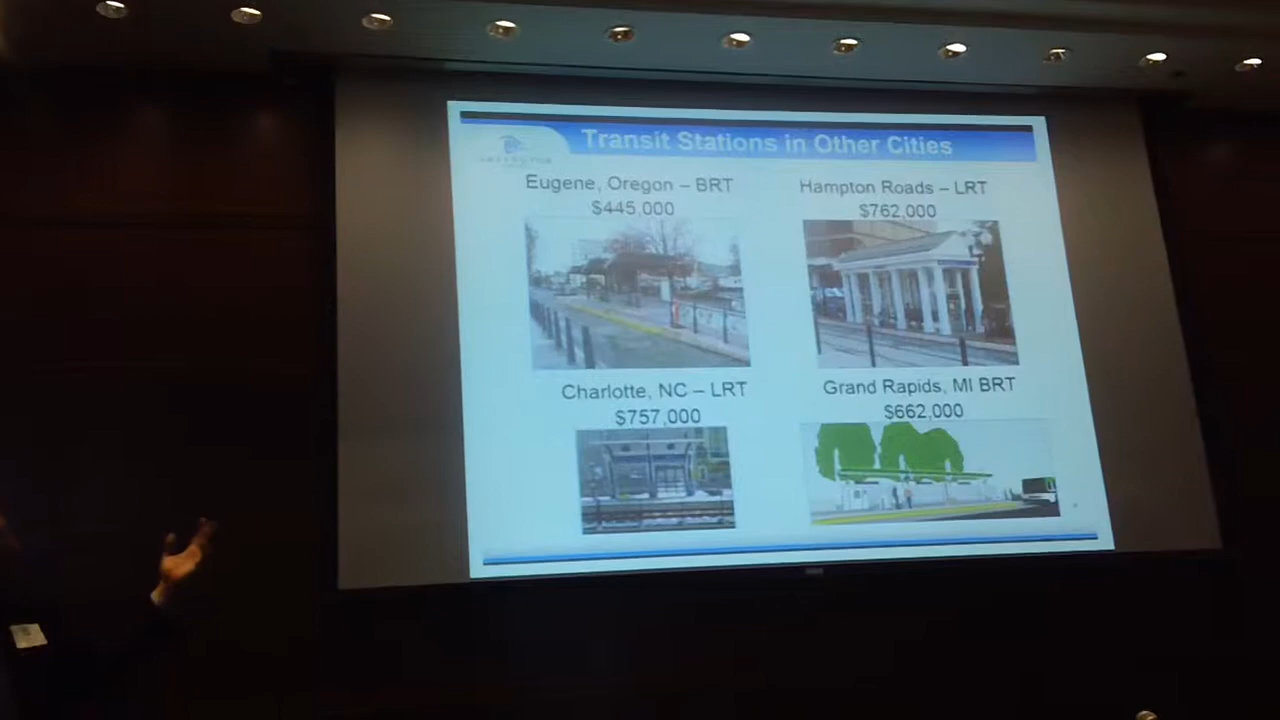 Transit Stations in Other Cities
Eugene, Oregon – BRT
$445,000
Hampton Roads – LRT
$762,000
Charlotte, NC – LRT
$757,000
Grand Rapids, MI BRT
$662,000